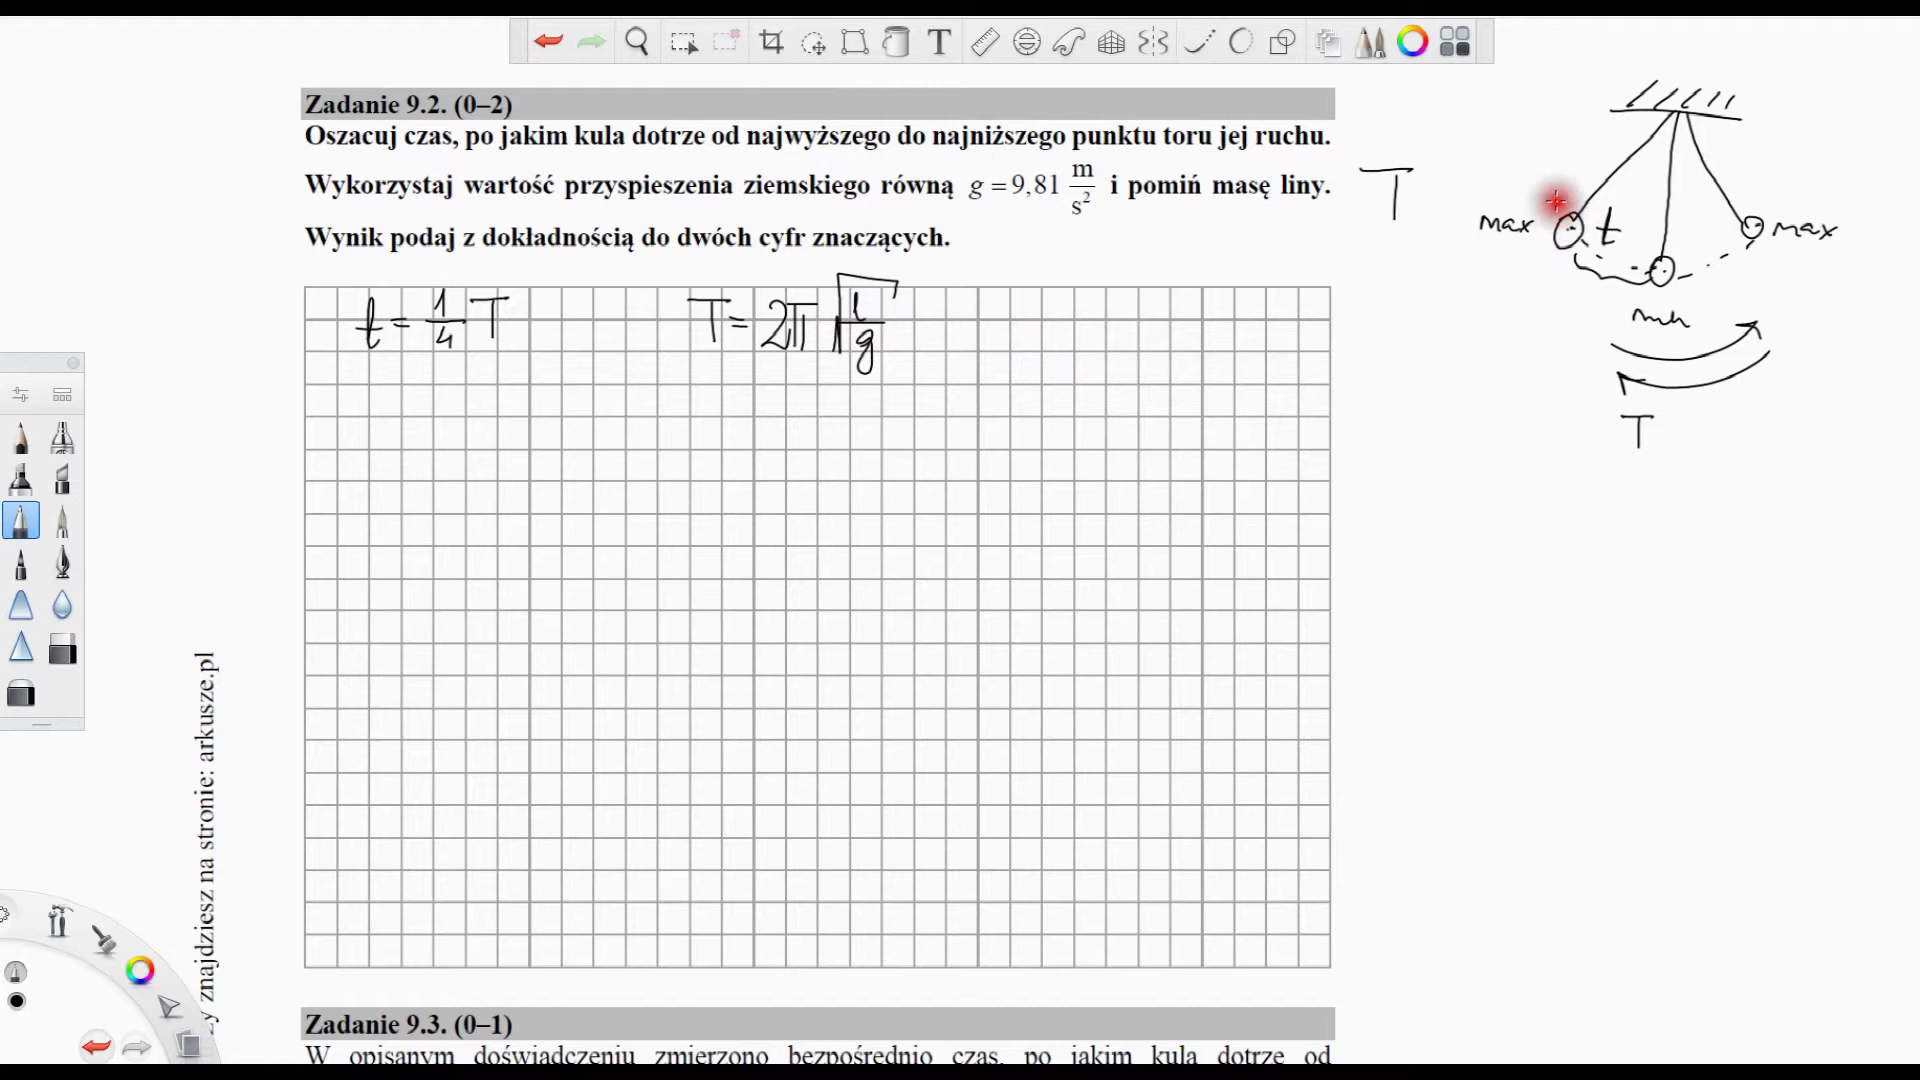 Zadanie 9.2. (0–2)
Oszacuj czas, po jakim kula dotrze od najwyższego do najniższego punktu toru jej ruchu.
Wykorzystaj wartość przyspieszenia ziemskiego równą g = 9,81 m/s² i pomiń masę liny.
Wynik podaj z dokładnością do dwóch cyfr znaczących.
T
max t max
min
T
t = 1/4 T T = 2π √(l/g)
znajdziesz na stronie: arkusze.pl
Zadanie 9.3. (0–1)
W opisanym doświadczeniu zmierzono bezpośrednio czas, po jakim kula dotrze od